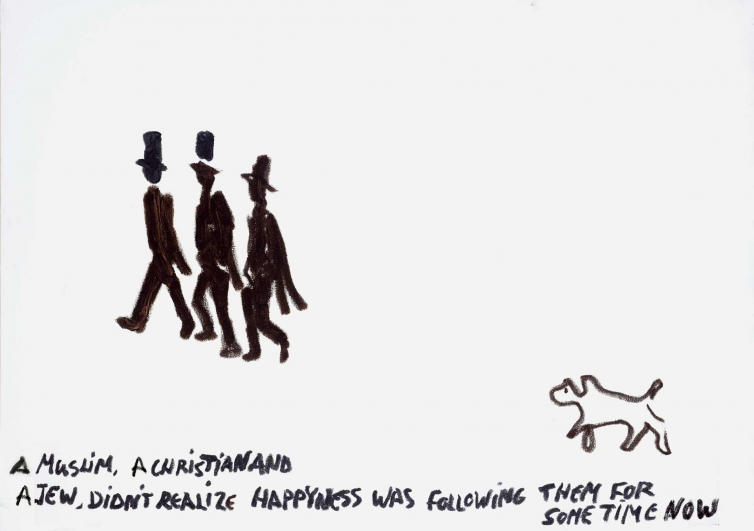 A MUSLIM, A CHRISTIAN AND
A JEW, DIDN'T REALIZE HAPPYNESS WAS FOLLOWING THEM FOR
SOME TIME NOW